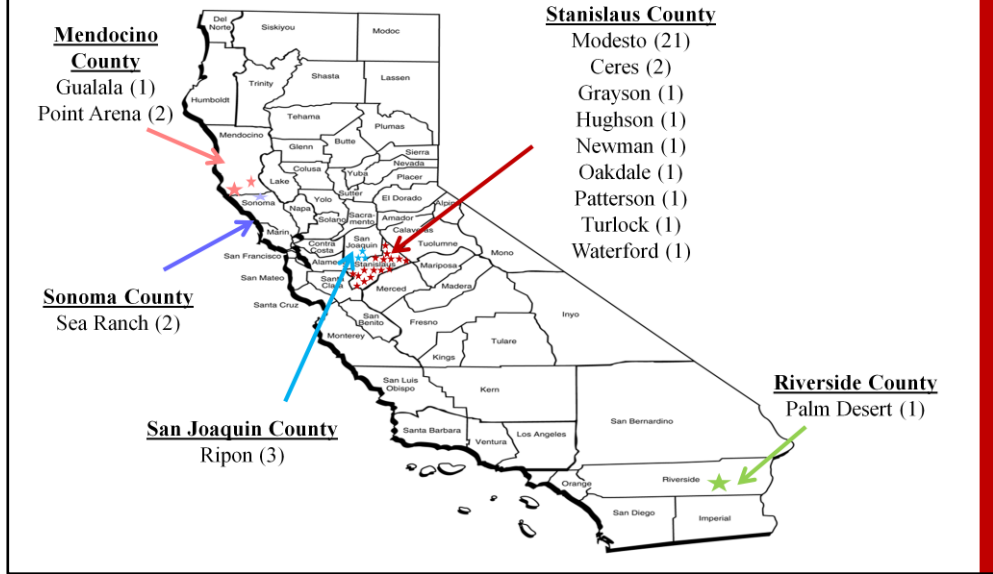 Mendocino
County
Gualala (1)
Point Arena (2)
Stanislaus County
Modesto (21)
Ceres (2)
Grayson (1)
Hughson (1)
Newman (1)
Oakdale (1)
Patterson (1)
Turlock (1)
Waterford (1)
Sonoma County
Sea Ranch (2)
San Joaquin County
Ripon (3)
Riverside County
Palm Desert (1)
Del
Norte
Siskiyou
Modoc
Trinity
Shasta
Lassen
Humboldt
Tehama
Plumas
Mendocino
Glenn
Butte
Sierra
Nevada
Colusa
Lake
Yuba
Placer
Sutter
Yolo
El Dorado
Alpine
Sonoma
Napa
Sacra-
mento
Amador
Solano
Calaveras
Marin
San
Joaquin
Tuolumne
Contra
Costa
Mono
San Francisco
Alameda
Stanislaus
Mariposa
San Mateo
Santa
Clara
Merced
Madera
Santa Cruz
San
Benito
Fresno
Inyo
Monterey
Tulare
Kings
San Luis
Obispo
Kern
San Bernardino
Santa Barbara
Ventura
Los Angeles
Orange
Riverside
San Diego
Imperial